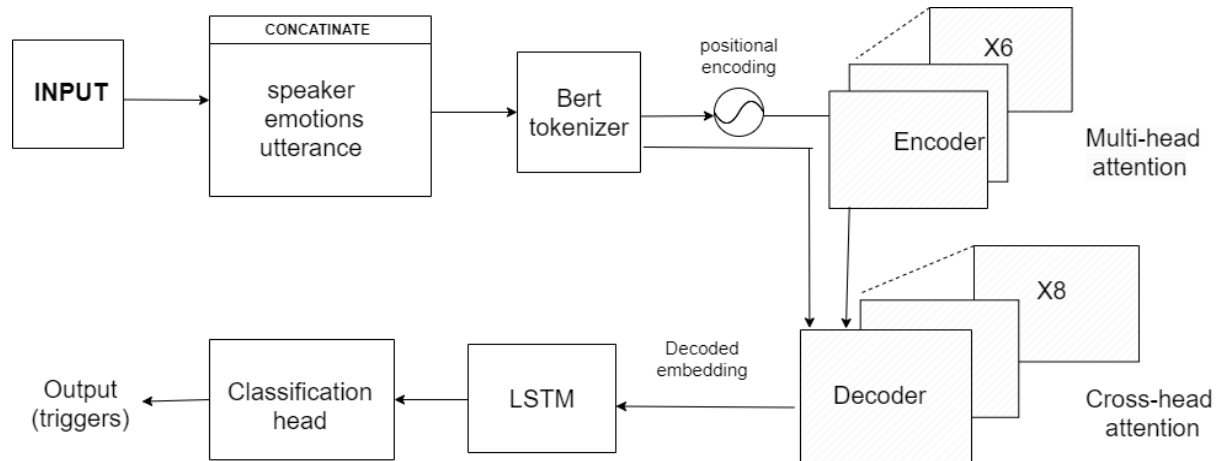 INPUT
CONCATINATE
speaker
emotions
utterance
Bert
tokenizer
positional
encoding
X6
Encoder
Multi-head
attention
X8
Decoder
Cross-head
attention
Decoded
embedding
LSTM
Classification
head
Output
(triggers)